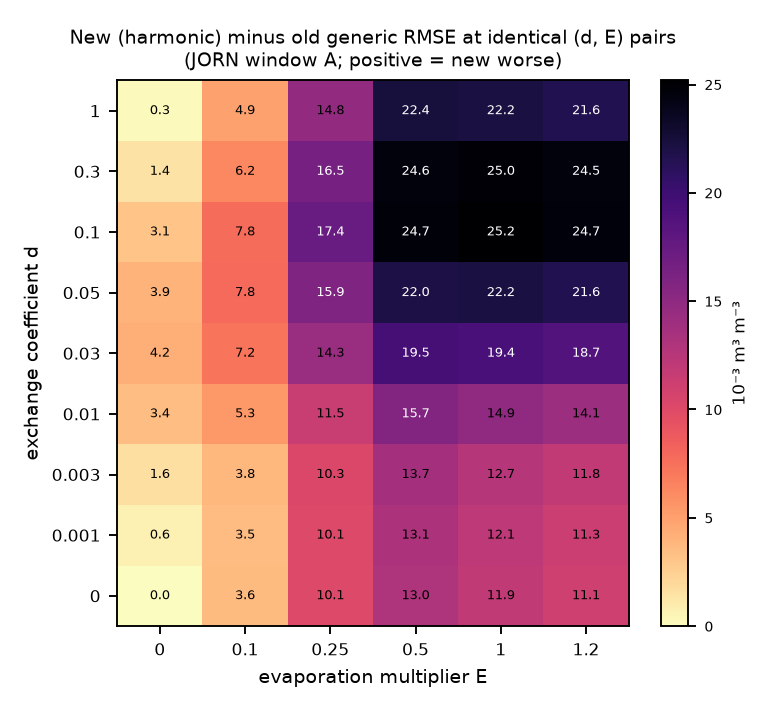 New (harmonic) minus old generic RMSE at identical (d, E) pairs
(JORN window A; positive = new worse)
exchange coefficient d
1 0.3 4.9 14.8 22.4 22.2 21.6
0.3 1.4 6.2 16.5 24.6 25.0 24.5
0.1 3.1 7.8 17.4 24.7 25.2 24.7
0.05 3.9 7.8 15.9 22.0 22.2 21.6
0.03 4.2 7.2 14.3 19.5 19.4 18.7
0.01 3.4 5.3 11.5 15.7 14.9 14.1
0.003 1.6 3.8 10.3 13.7 12.7 11.8
0.001 0.6 3.5 10.1 13.1 12.1 11.3
0 0.0 3.6 10.1 13.0 11.9 11.1
0 0.1 0.25 0.5 1 1.2
evaporation multiplier E
25
20
15
10
5
0
10⁻³ m³ m⁻³